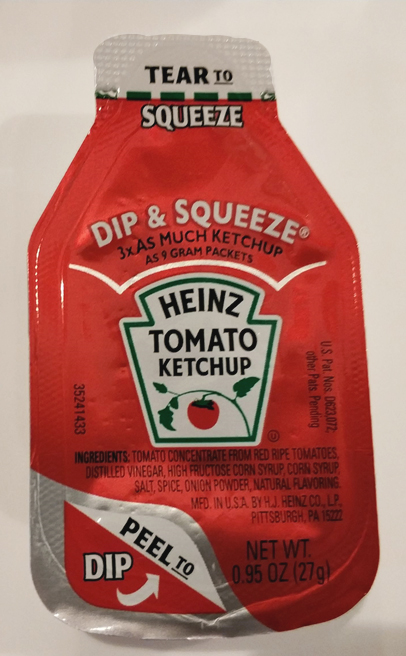 TEAR TO
SQUEEZE
DIP & SQUEEZE®
3x AS MUCH KETCHUP
AS 9 GRAM PACKETS
HEINZ
TOMATO
KETCHUP
U
35241433
U.S. Pat. Nos. D623,072;
other Pats. Pending
INGREDIENTS: TOMATO CONCENTRATE FROM RED RIPE TOMATOES,
DISTILLED VINEGAR, HIGH FRUCTOSE CORN SYRUP, CORN SYRUP,
SALT, SPICE, ONION POWDER, NATURAL FLAVORING.
MFD. IN U.S.A. BY H.J. HEINZ CO., L.P.,
PITTSBURGH, PA 15222
PEEL TO
DIP
NET WT.
0.95 OZ (27g)